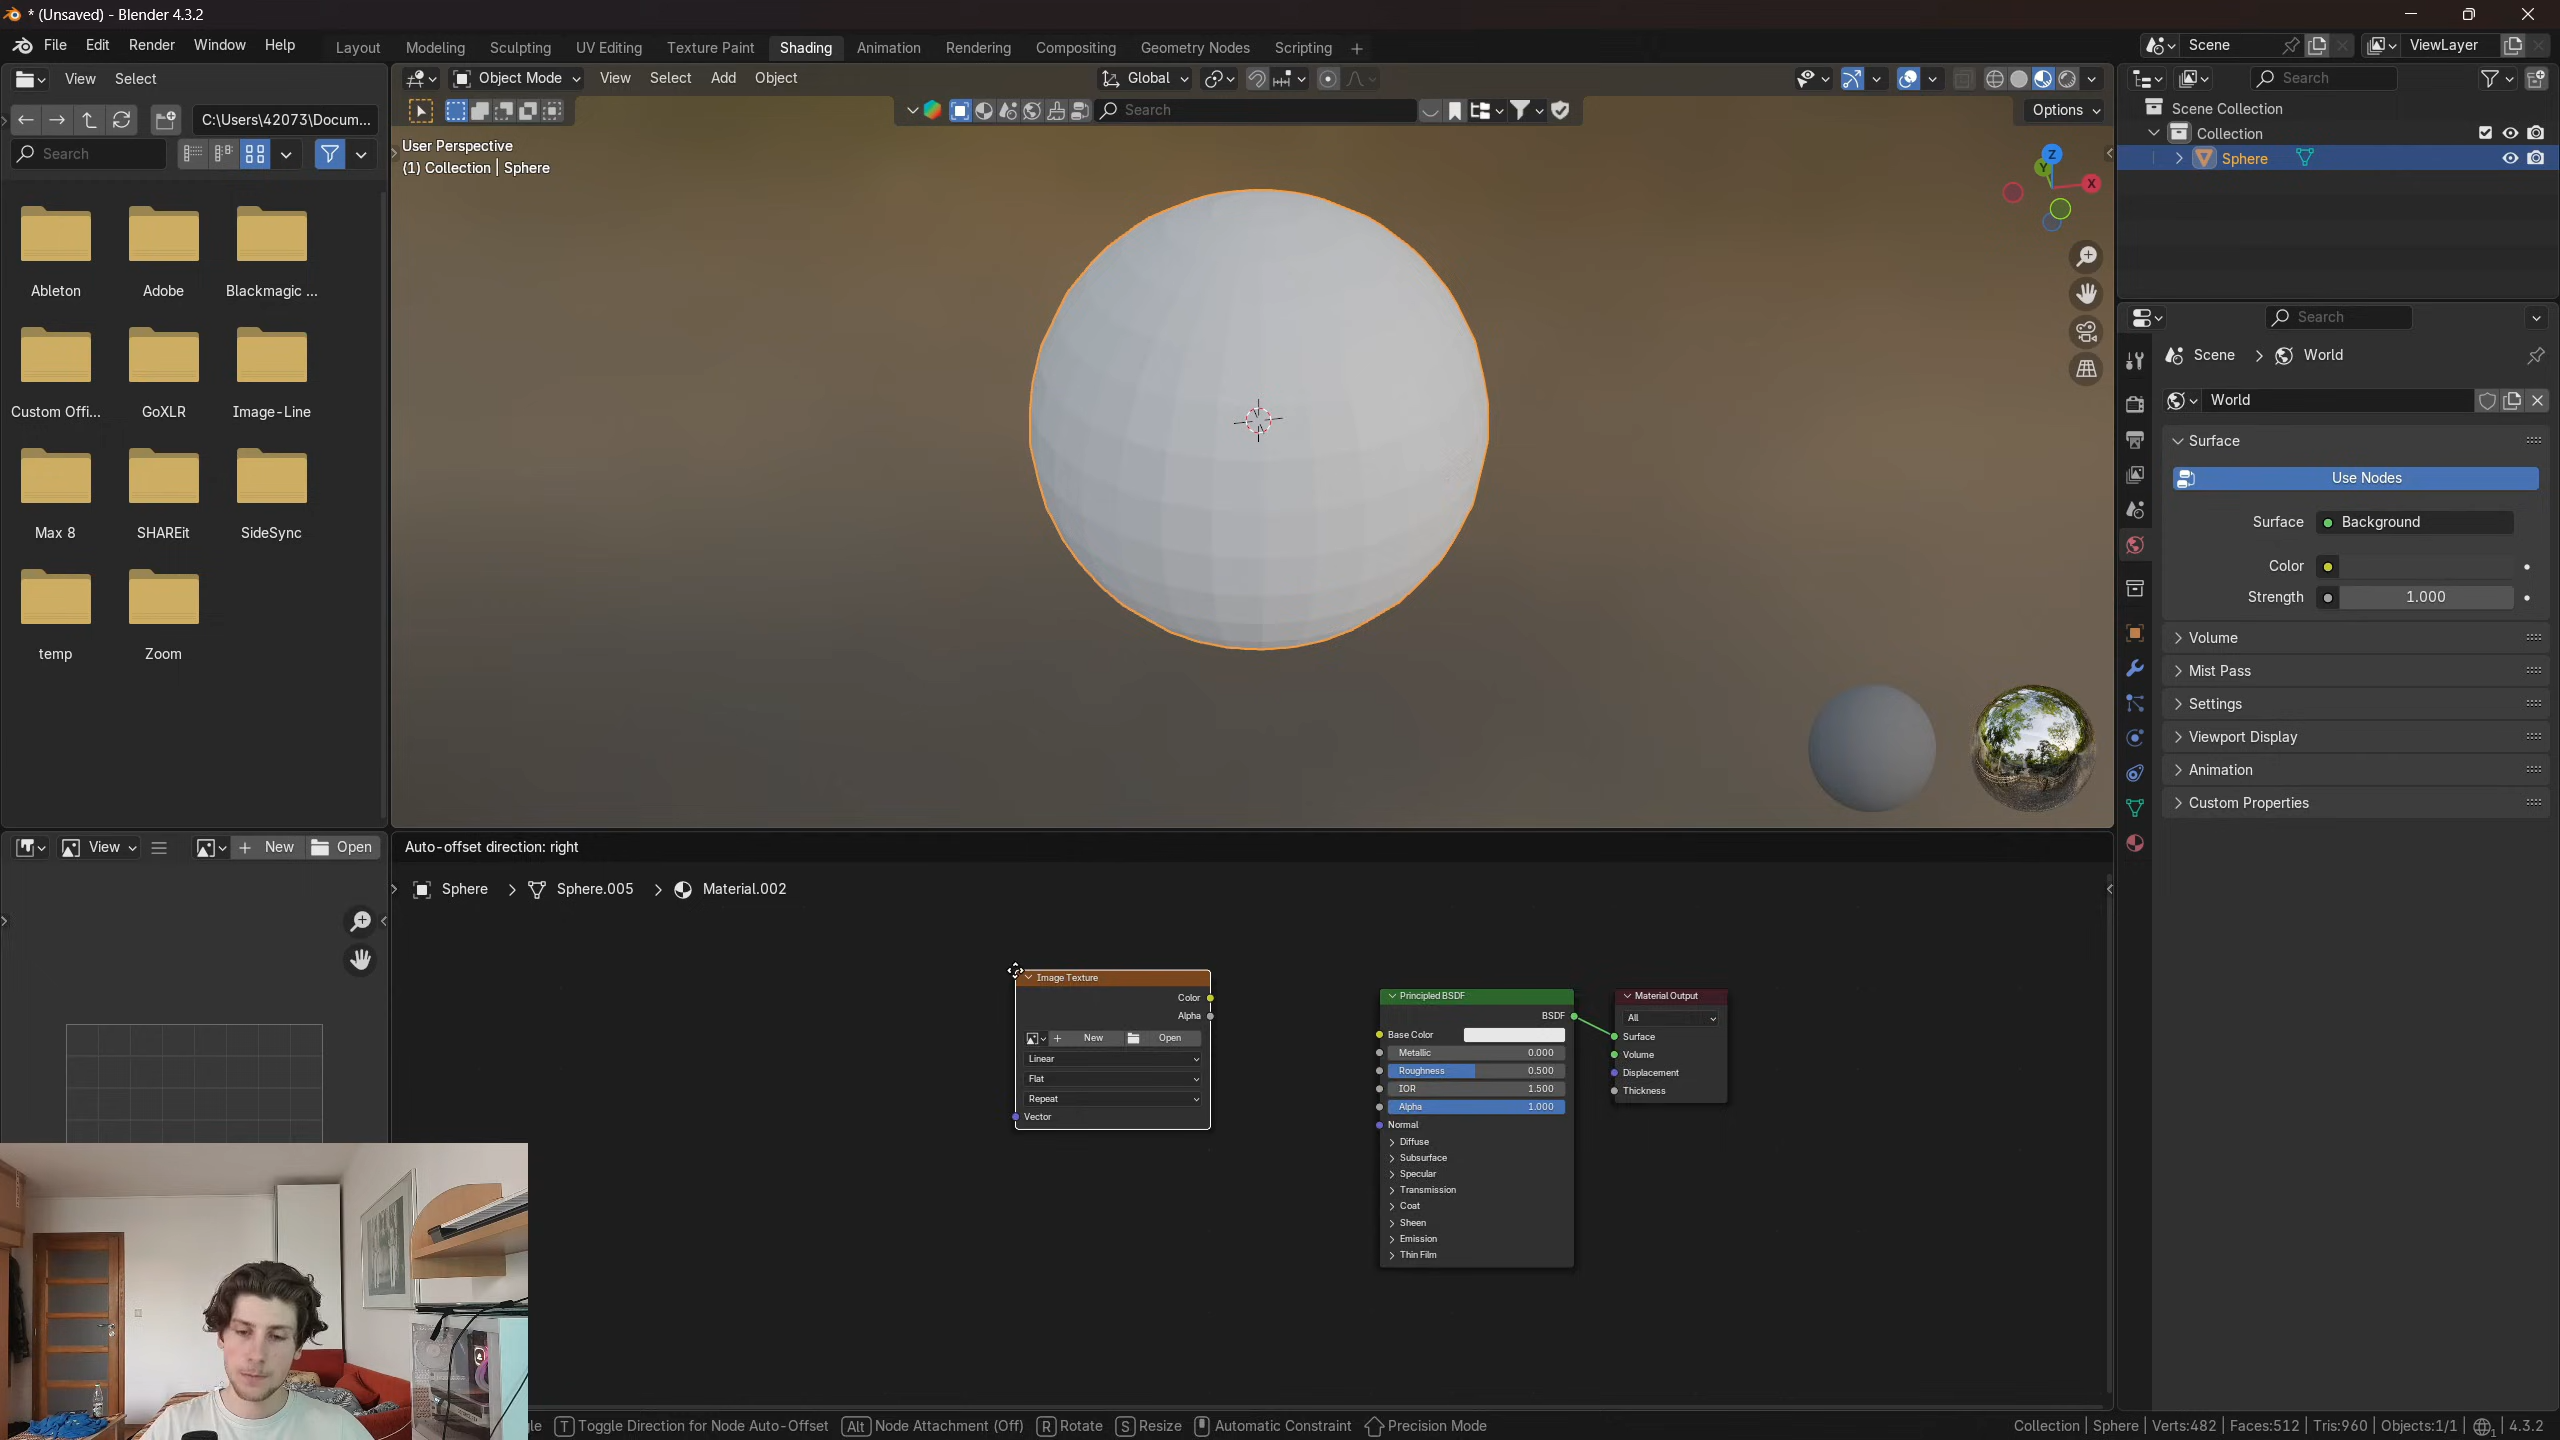 * (Unsaved) - Blender 4.3.2
File Edit Render Window Help
Layout Modeling Sculpting UV Editing Texture Paint Shading Animation Rendering Compositing Geometry Nodes Scripting +
Scene
ViewLayer
View Select
C:\Users\42073\Docum...
Search
Ableton
Adobe
Blackmagic ...
Custom Offi...
GoXLR
Image-Line
Max 8
SHAREit
SideSync
temp
Zoom
Object Mode View Select Add Object
Global
Search
Options
User Perspective
(1) Collection | Sphere
Z
Y
X
Search
Scene Collection
Collection
Sphere
Search
Scene > World
World
Surface
Use Nodes
Surface Background
Color
Strength 1.000
Volume
Mist Pass
Settings
Viewport Display
Animation
Custom Properties
View New Open
Auto-offset direction: right
Sphere > Sphere.005 > Material.002
Image Texture
Color
Alpha
New Open
Linear
Flat
Repeat
Vector
Principled BSDF
BSDF
Base Color
Metallic 0.000
Roughness 0.500
IOR 1.500
Alpha 1.000
Normal
Diffuse
Subsurface
Specular
Transmission
Coat
Sheen
Emission
Thin Film
Material Output
All
Surface
Volume
Displacement
Thickness
T Toggle Direction for Node Auto-Offset Alt Node Attachment (Off) R Rotate S Resize Automatic Constraint Precision Mode
Collection | Sphere | Verts:482 | Faces:512 | Tris:960 | Objects:1/1 | 4.3.2